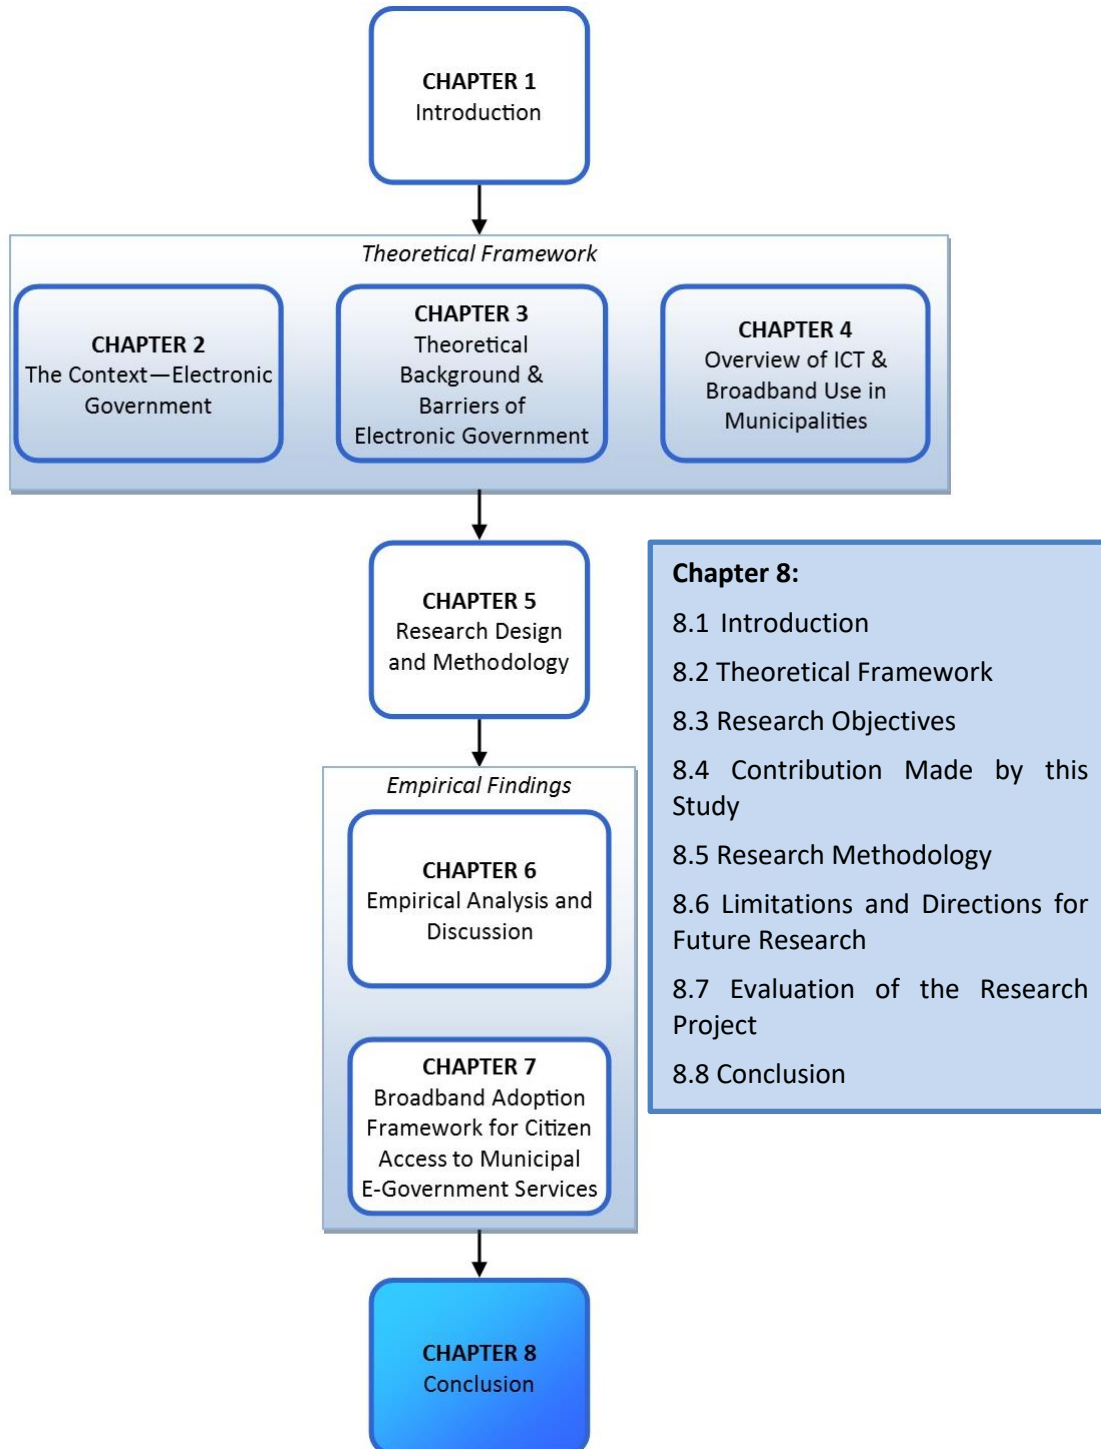 CHAPTER 1
Introduction
Theoretical Framework
CHAPTER 2
The Context—Electronic
Government
CHAPTER 3
Theoretical
Background &
Barriers of
Electronic Government
CHAPTER 4
Overview of ICT &
Broadband Use in
Municipalities
CHAPTER 5
Research Design
and Methodology
Empirical Findings
CHAPTER 6
Empirical Analysis and
Discussion
CHAPTER 7
Broadband Adoption
Framework for Citizen
Access to Municipal
E-Government Services
CHAPTER 8
Conclusion
Chapter 8:
8.1 Introduction
8.2 Theoretical Framework
8.3 Research Objectives
8.4 Contribution Made by this
Study
8.5 Research Methodology
8.6 Limitations and Directions for
Future Research
8.7 Evaluation of the Research
Project
8.8 Conclusion